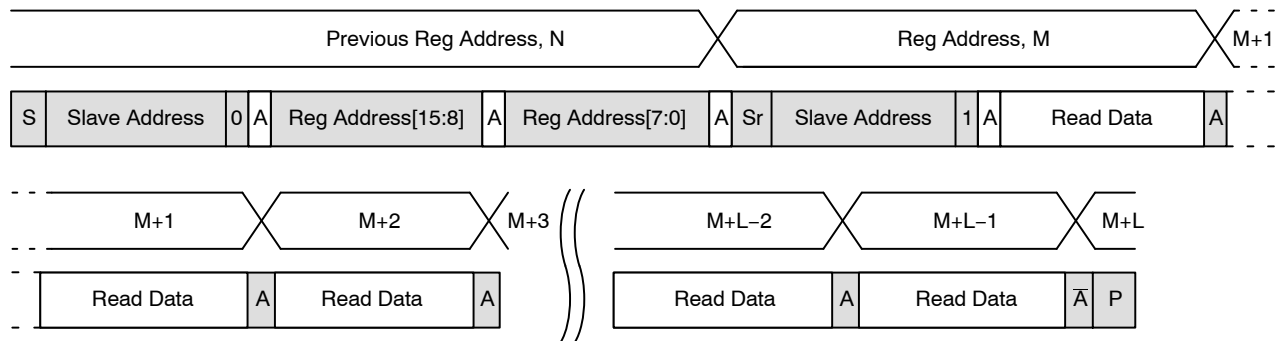 Previous Reg Address, N Reg Address, M M+1
S Slave Address 0 A Reg Address[15:8] A Reg Address[7:0] A Sr Slave Address 1 A Read Data A
M+1 M+2 M+3 M+L−2 M+L−1 M+L
Read Data A Read Data A Read Data A Read Data A̅ P